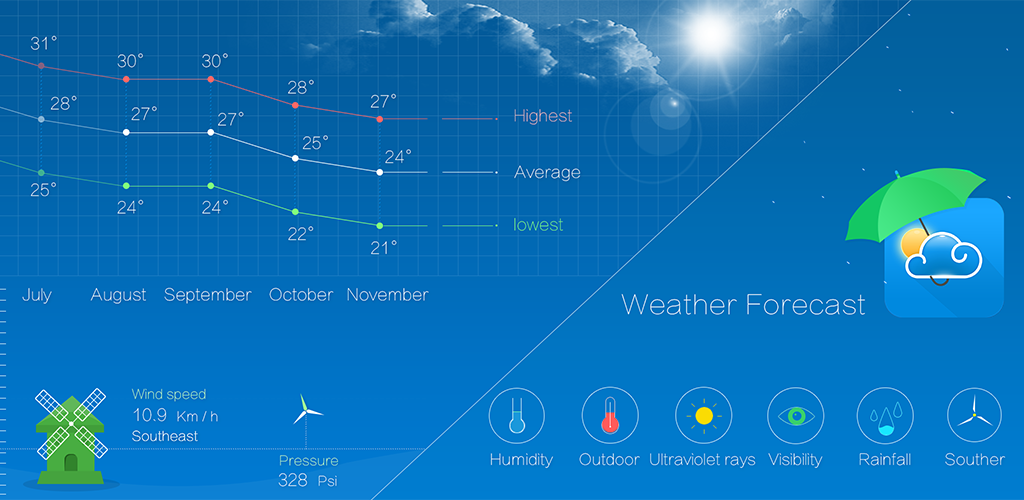 31°
30°
30°
28°
27°
28°
27°
27°
25°
24°
25°
24°
24°
22°
21°
Highest
Average
lowest
July
August
September
October
November
Weather Forecast
Wind speed
10.9 Km / h
Southeast
Pressure
328 Psi
Humidity
Outdoor
Ultraviolet rays
Visibility
Rainfall
Souther